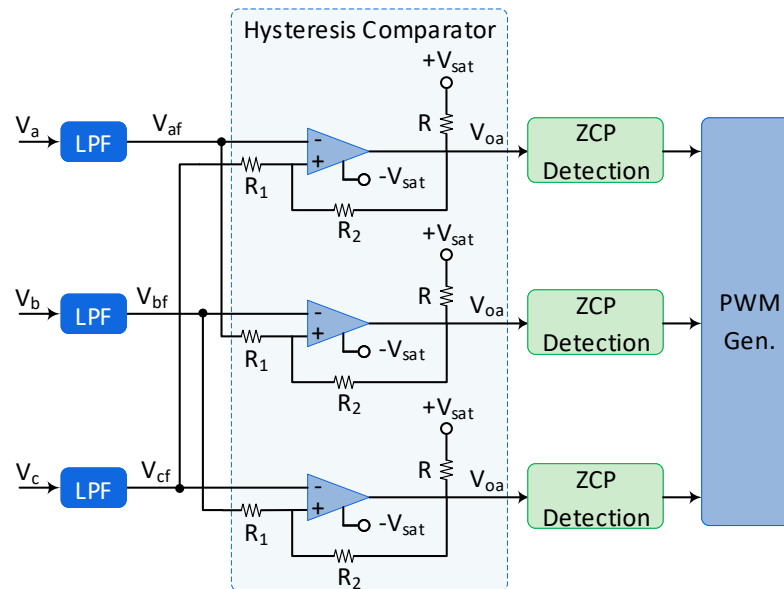 Hysteresis Comparator
+Vsat
Va
LPF
Vaf
-
+
R
Voa
ZCP
Detection
R1
-Vsat
R2
+Vsat
Vb
LPF
Vbf
-
+
R
Voa
ZCP
Detection
R1
-Vsat
R2
PWM
Gen.
+Vsat
Vc
LPF
Vcf
-
+
R
Voa
ZCP
Detection
R1
-Vsat
R2